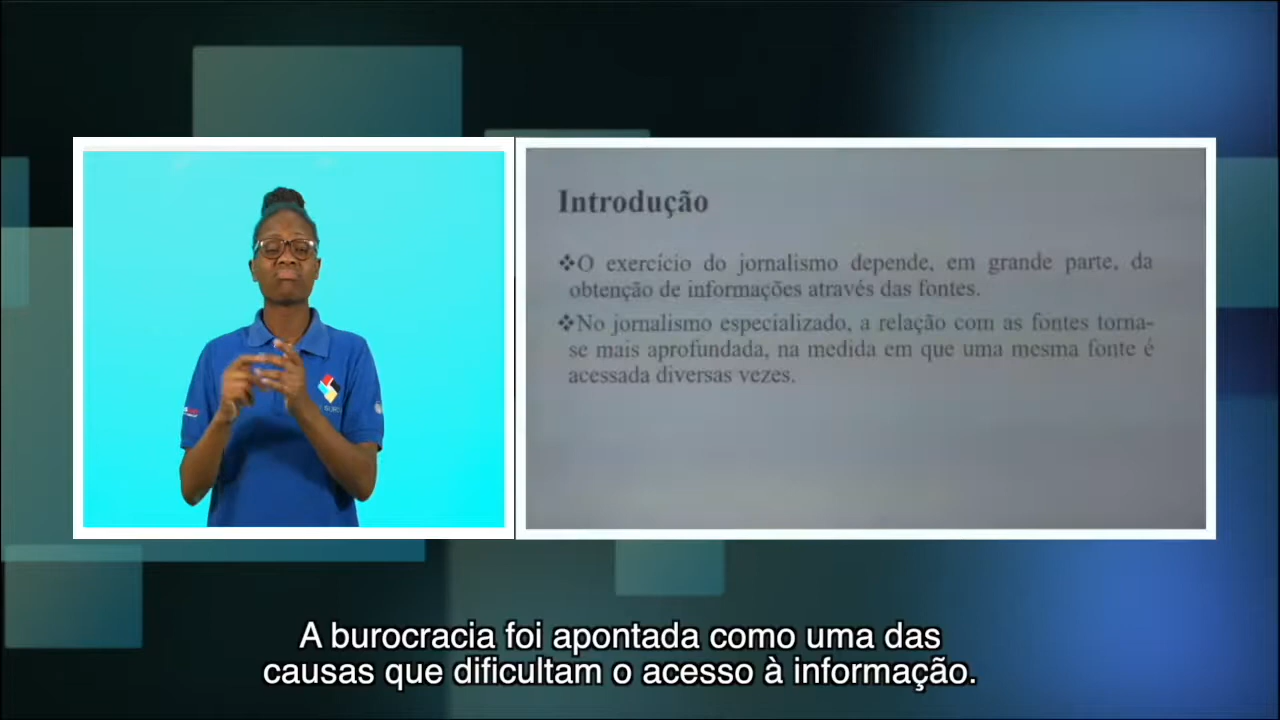 Introdução
❖O exercício do jornalismo depende, em grande parte, da
obtenção de informações através das fontes.
❖No jornalismo especializado, a relação com as fontes torna-
se mais aprofundada, na medida em que uma mesma fonte é
acessada diversas vezes.
A burocracia foi apontada como uma das
causas que dificultam o acesso à informação.